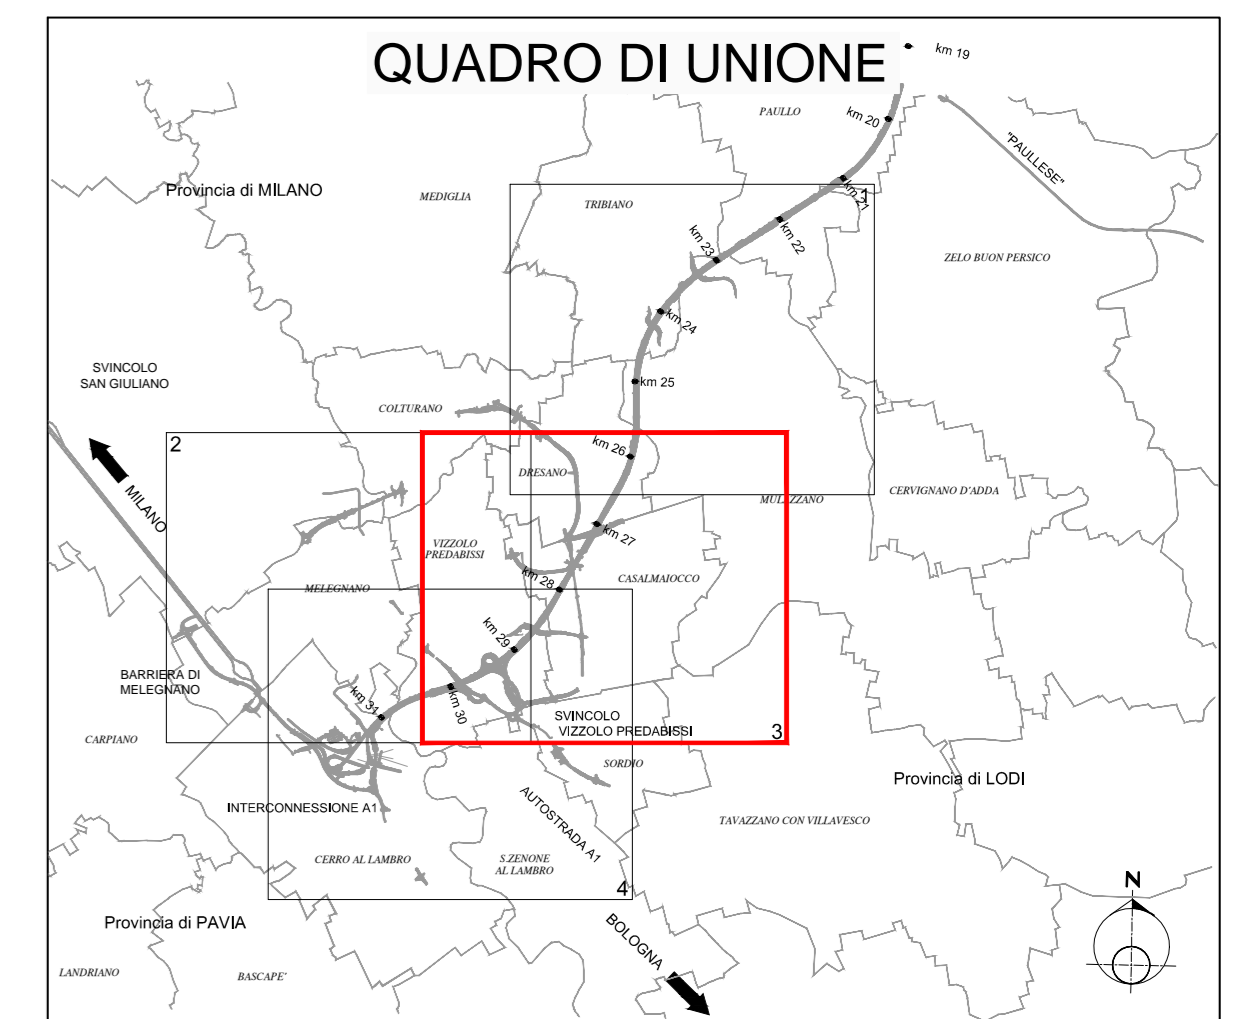 QUADRO DI UNIONE
km 19
PAULLO
km 20
"PAULLESE"
Provincia di MILANO
MEDIGLIA
TRIBIANO
1
km 21
km 22
km 23
ZELO BUON PERSICO
km 24
SVINCOLO
SAN GIULIANO
km 25
COLTURANO
2
km 26
DRESANO
MILANO
MULAZZANO
CERVIGNANO D'ADDA
km 27
VIZZOLO
PREDABISSI
km 28
CASALMAIOCCO
MELEGNANO
km 29
BARRIERA DI
MELEGNANO
km 31
km 30
SVINCOLO
VIZZOLO PREDABISSI
3
CARPIANO
SORDIO
Provincia di LODI
INTERCONNESSIONE A1
AUTOSTRADA A1
TAVAZZANO CON VILLAVESCO
CERRO AL LAMBRO
S.ZENONE
AL LAMBRO
4
N
Provincia di PAVIA
BOLOGNA
LANDRIANO
BASCAPE'